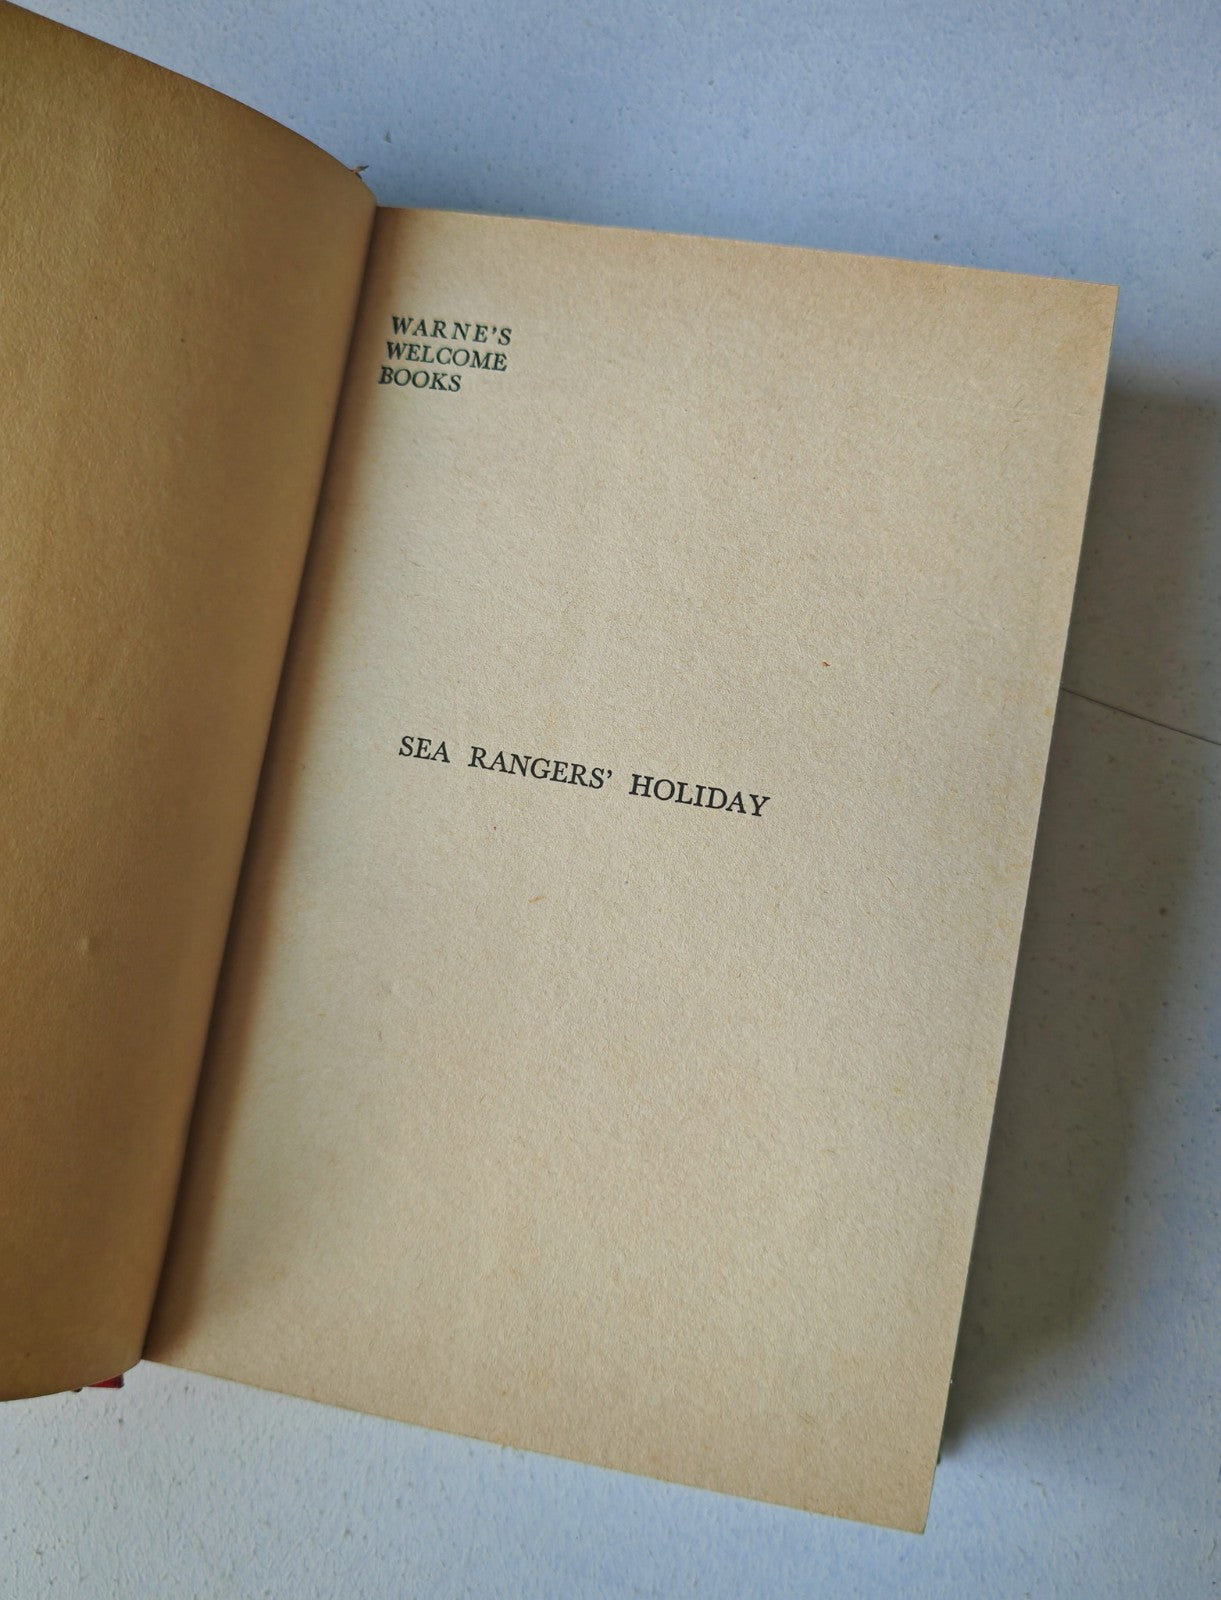 WARNE'S
WELCOME
BOOKS
SEA RANGERS' HOLIDAY